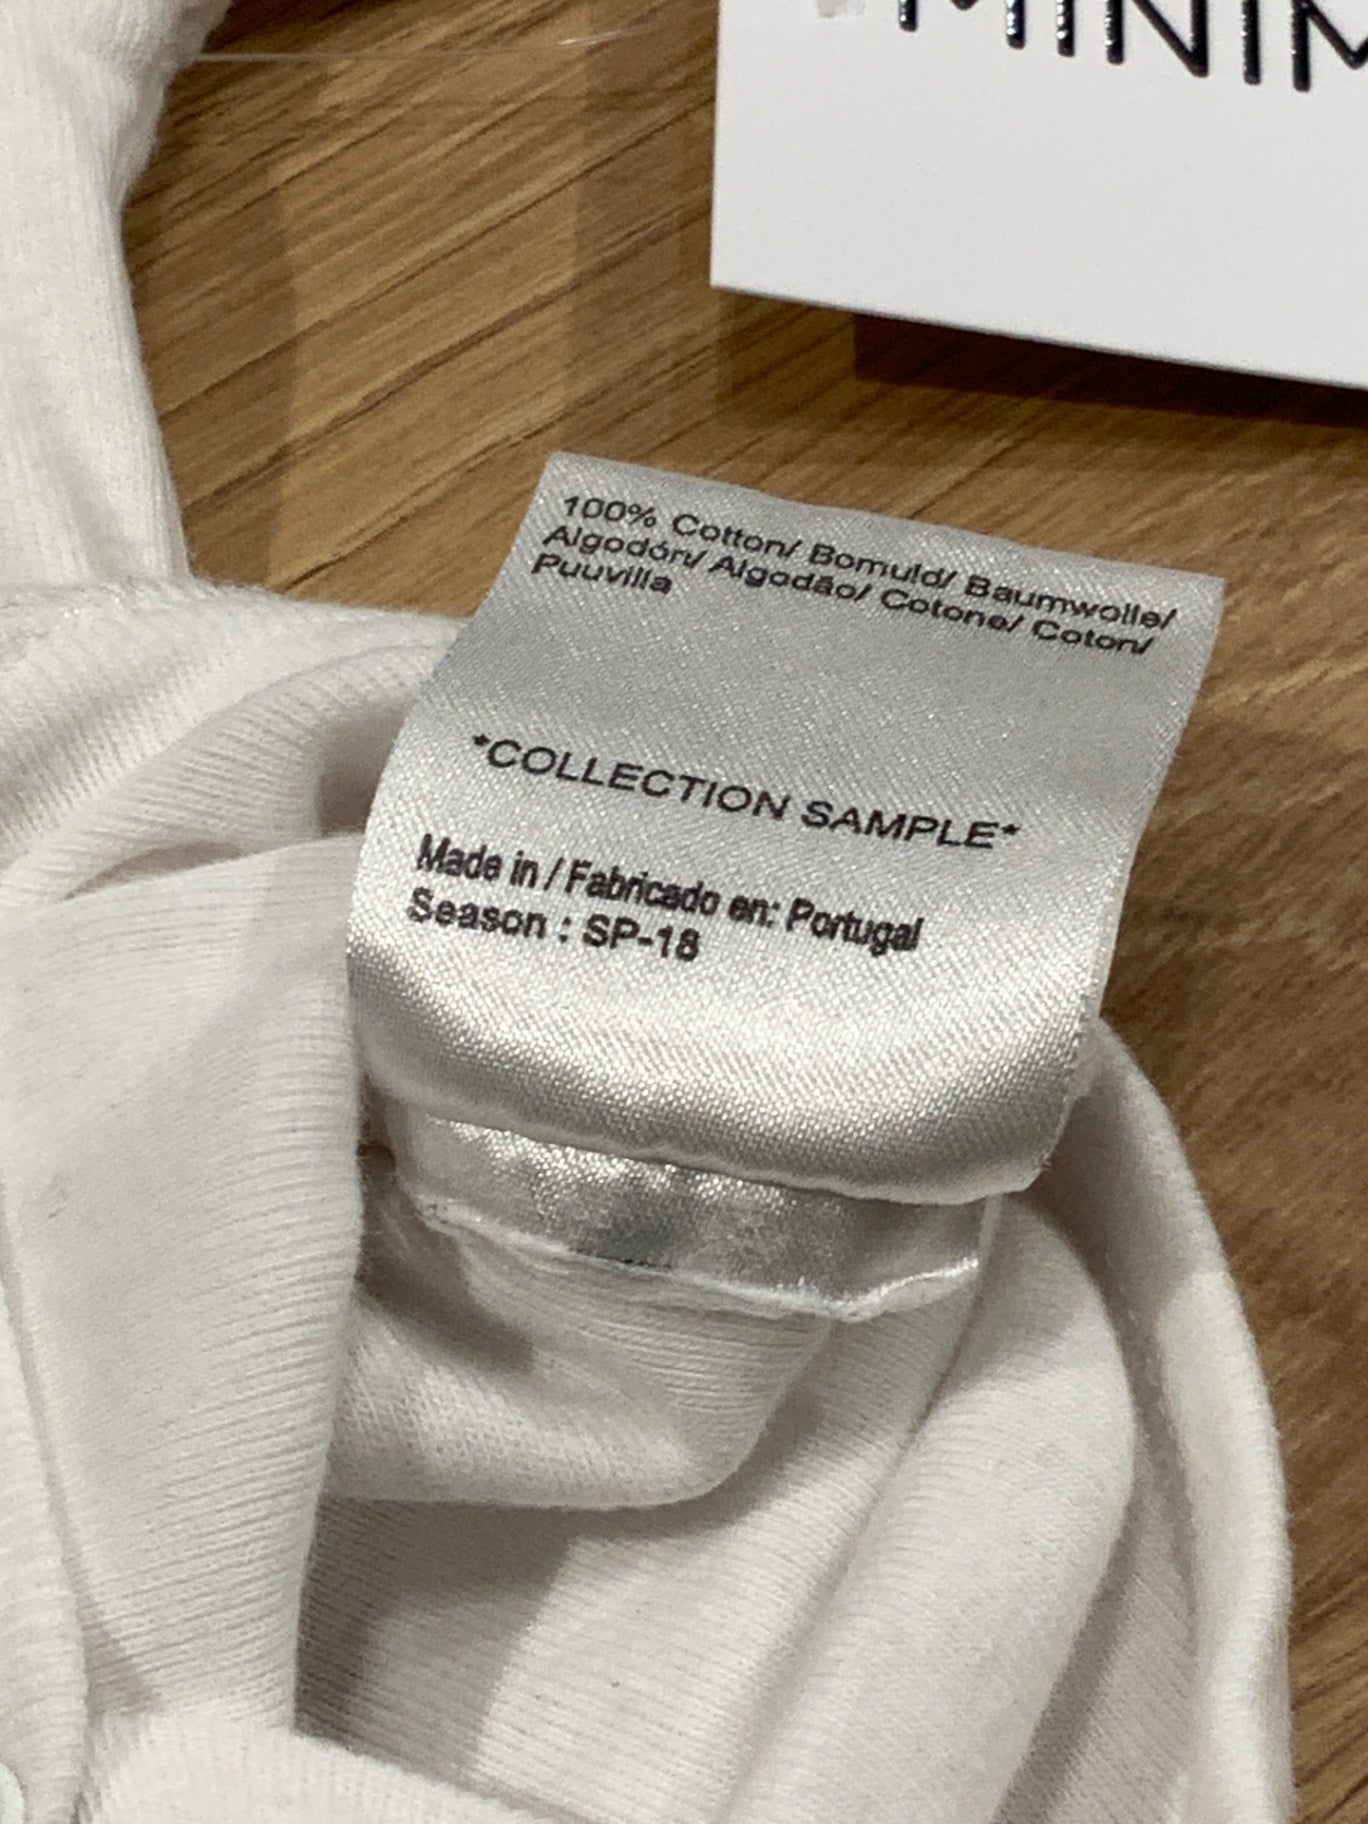 MINIM
100% Cotton/ Bomuld/ Baumwolle/
Algodón/ Algodão/ Cotone/ Coton/
Puuvilla
*COLLECTION SAMPLE*
Made in / Fabricado en: Portugal
Season : SP-18